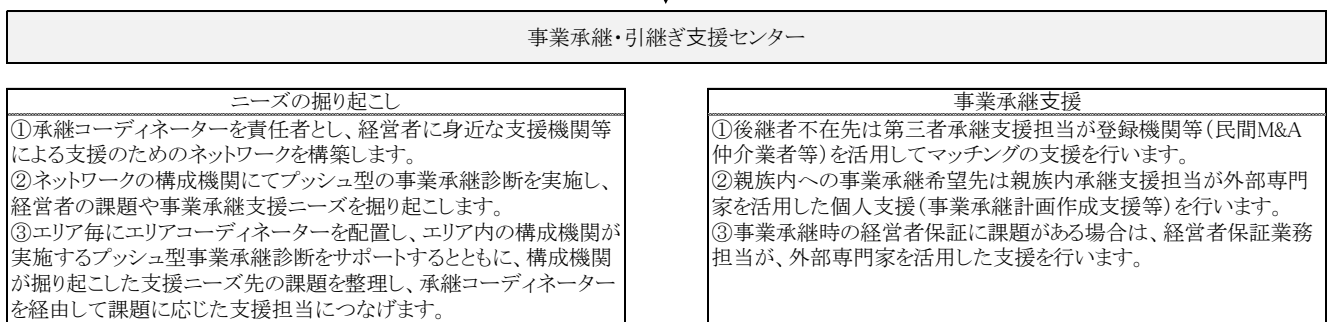 事業承継・引継ぎ支援センター
ニーズの掘り起こし
①承継コーディネーターを責任者とし、経営者に身近な支援機関等
による支援のためのネットワークを構築します。
②ネットワークの構成機関にてプッシュ型の事業承継診断を実施し、
経営者の課題や事業承継支援ニーズを掘り起こします。
③エリア毎にエリアコーディネーターを配置し、エリア内の構成機関が
実施するプッシュ型事業承継診断をサポートするとともに、構成機関
が掘り起こした支援ニーズ先の課題を整理し、承継コーディネーター
を経由して課題に応じた支援担当につなげます。
事業承継支援
①後継者不在先は第三者承継支援担当が登録機関等(民間M&A
仲介業者等)を活用してマッチングの支援を行います。
②親族内への事業承継希望先は親族内承継支援担当が外部専門
家を活用した個人支援(事業承継計画作成支援等)を行います。
③事業承継時の経営者保証に課題がある場合は、経営者保証業務
担当が、外部専門家を活用した支援を行います。